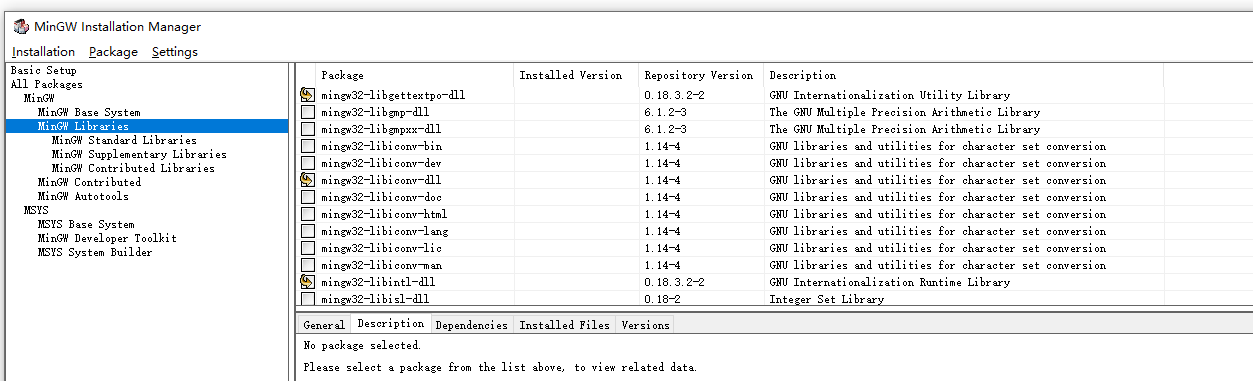 MinGW Installation Manager
Installation Package Settings
Basic Setup
All Packages
MinGW
MinGW Base System
MinGW Libraries
MinGW Standard Libraries
MinGW Supplementary Libraries
MinGW Contributed Libraries
MinGW Contributed
MinGW Autotools
MSYS
MSYS Base System
MinGW Developer Toolkit
MSYS System Builder
Package Installed Version Repository Version Description
mingw32-libgettextpo-dll 0.18.3.2-2 GNU Internationalization Utility Library
mingw32-libgmp-dll 6.1.2-3 The GNU Multiple Precision Arithmetic Library
mingw32-libgmpxx-dll 6.1.2-3 The GNU Multiple Precision Arithmetic Library
mingw32-libiconv-bin 1.14-4 GNU libraries and utilities for character set conversion
mingw32-libiconv-dev 1.14-4 GNU libraries and utilities for character set conversion
mingw32-libiconv-dll 1.14-4 GNU libraries and utilities for character set conversion
mingw32-libiconv-doc 1.14-4 GNU libraries and utilities for character set conversion
mingw32-libiconv-html 1.14-4 GNU libraries and utilities for character set conversion
mingw32-libiconv-lang 1.14-4 GNU libraries and utilities for character set conversion
mingw32-libiconv-lic 1.14-4 GNU libraries and utilities for character set conversion
mingw32-libiconv-man 1.14-4 GNU libraries and utilities for character set conversion
mingw32-libintl-dll 0.18.3.2-2 GNU Internationalization Runtime Library
mingw32-libisl-dll 0.18-2 Integer Set Library
General Description Dependencies Installed Files Versions
No package selected.
Please select a package from the list above, to view related data.